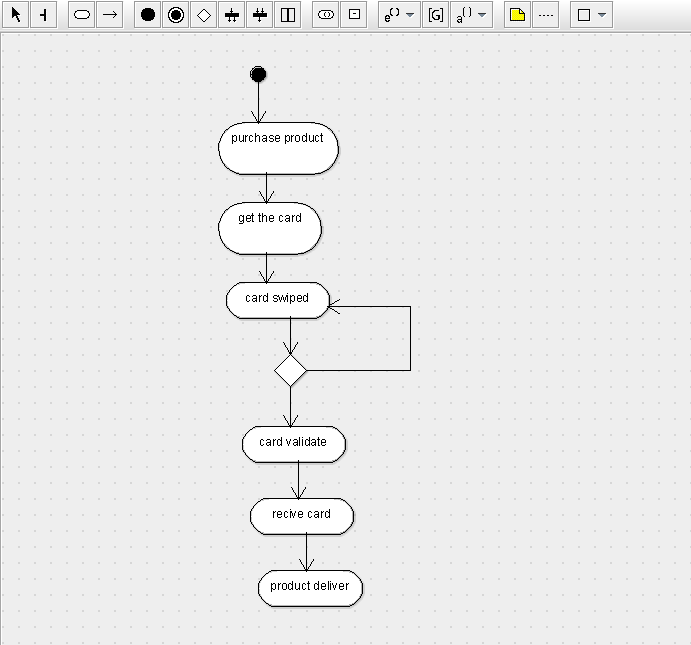 e()
[G]
a()
purchase product
get the card
card swiped
card validate
recive card
product deliver